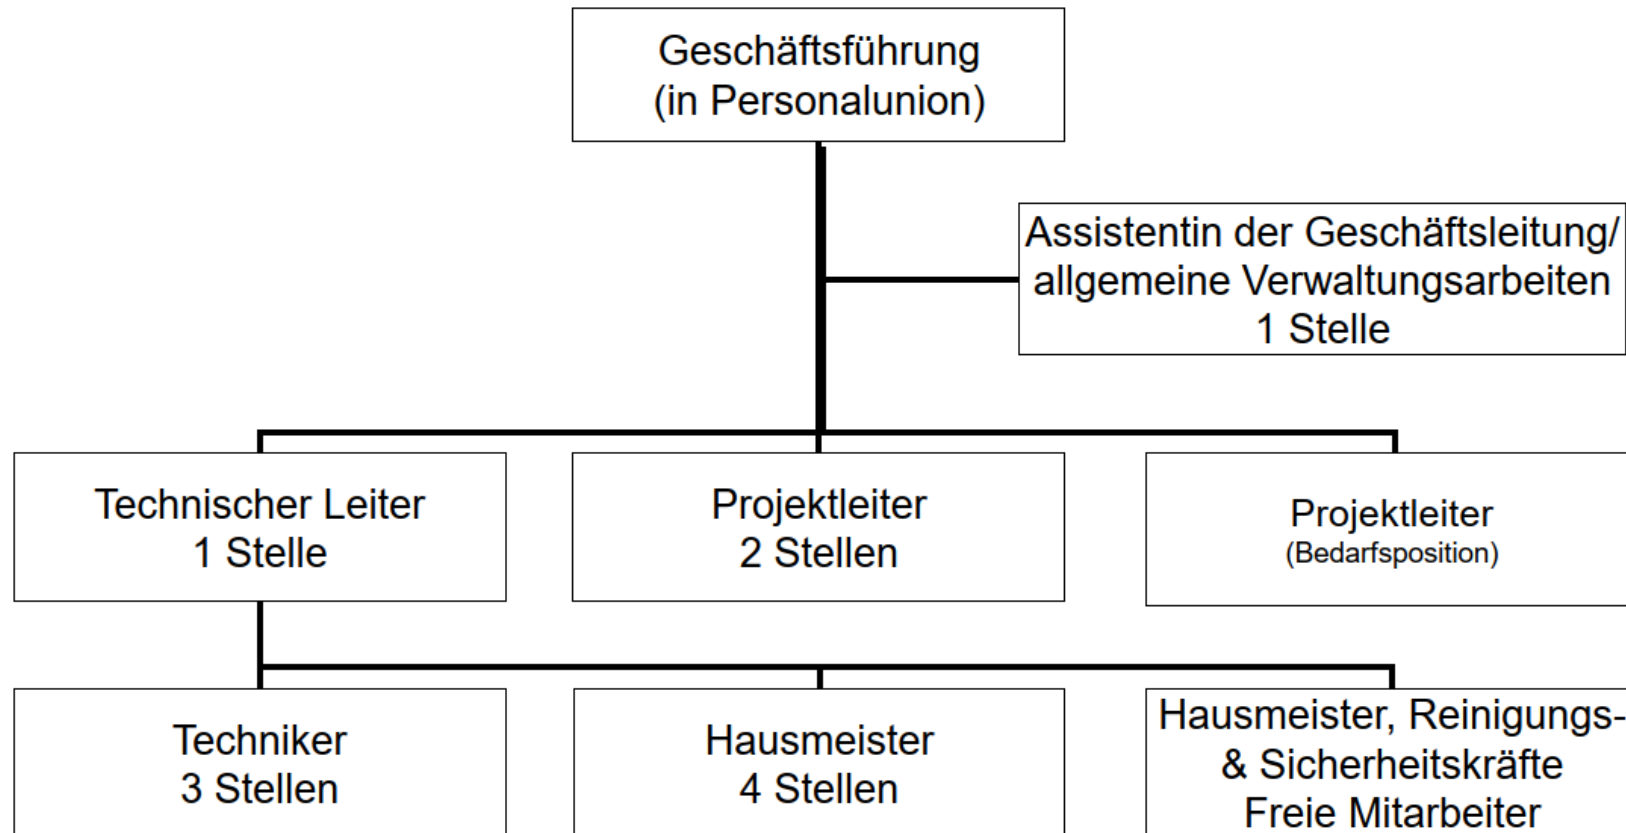 Geschäftsführung
(in Personalunion)
Assistentin der Geschäftsleitung/
allgemeine Verwaltungsarbeiten
1 Stelle
Technischer Leiter
1 Stelle
Projektleiter
2 Stellen
Projektleiter
(Bedarfsposition)
Techniker
3 Stellen
Hausmeister
4 Stellen
Hausmeister, Reinigungs-
& Sicherheitskräfte
Freie Mitarbeiter